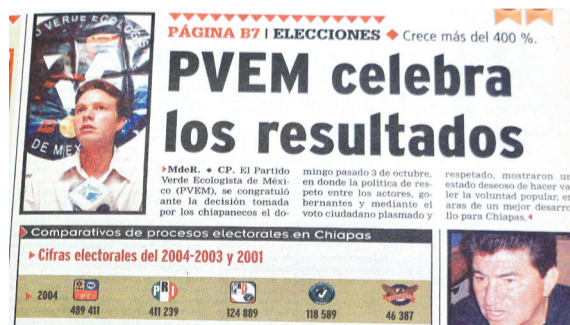 O VERDE ECOLOGIS
DE MEX
PÁGINA B7 | ELECCIONES ◆ Crece más del 400 %.
PVEM celebra
los resultados
▶MdeR. ◆ CP. El Partido
Verde Ecologista de Méxi-
co (PVEM), se congratuló
ante la decisión tomada
por los chiapanecos el do-
mingo pasado 3 de octubre,
en donde la política de res-
peto entre los actores, go-
bernantes y mediante el
voto ciudadano plasmado y
respetado, mostraron un
estado deseoso de hacer va-
ler la voluntad popular, en
aras de un mejor desarro-
llo para Chiapas.◀
Comparativos de procesos electorales en Chiapas
▶ Cifras electorales del 2004-2003 y 2001
▶ 2004
PT
PRI
489 411
411 239
124 889
118 589
46 387